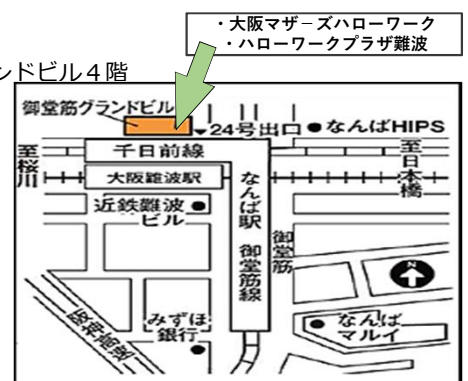 ・大阪マザーズハローワーク
・ハローワークプラザ難波
ンドビル４階
御堂筋グランドビル
24号出口
なんばHIPS
至桜川
千日前線
至日本橋
大阪難波駅
近鉄難波
ビル
なんば駅 御堂筋線
御堂筋
阪神高速
みずほ
銀行
なんば
マルイ